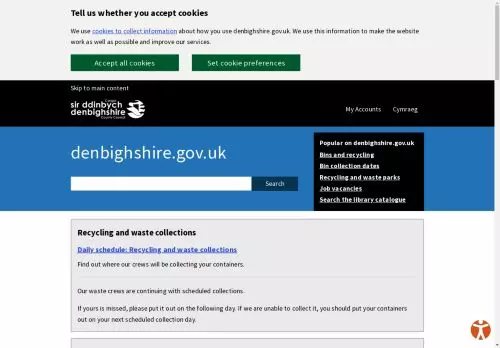 Tell us whether you accept cookies
We use cookies to collect information about how you use denbighshire.gov.uk. We use this information to make the website
work as well as possible and improve our services.
Accept all cookies
Set cookie preferences
Skip to main content
Cyngor
sir ddinbych
denbighshire
County Council
My Accounts
Cymraeg
denbighshire.gov.uk
Search
Popular on denbighshire.gov.uk
Bins and recycling
Bin collection dates
Recycling and waste parks
Job vacancies
Search the library catalogue
Recycling and waste collections
Daily schedule: Recycling and waste collections
Find out where our crews will be collecting your containers.
Our waste crews are continuing with scheduled collections.
If yours is missed, please put it out on the following day. If we are unable to collect it, you should put your containers
out on your next scheduled collection day.